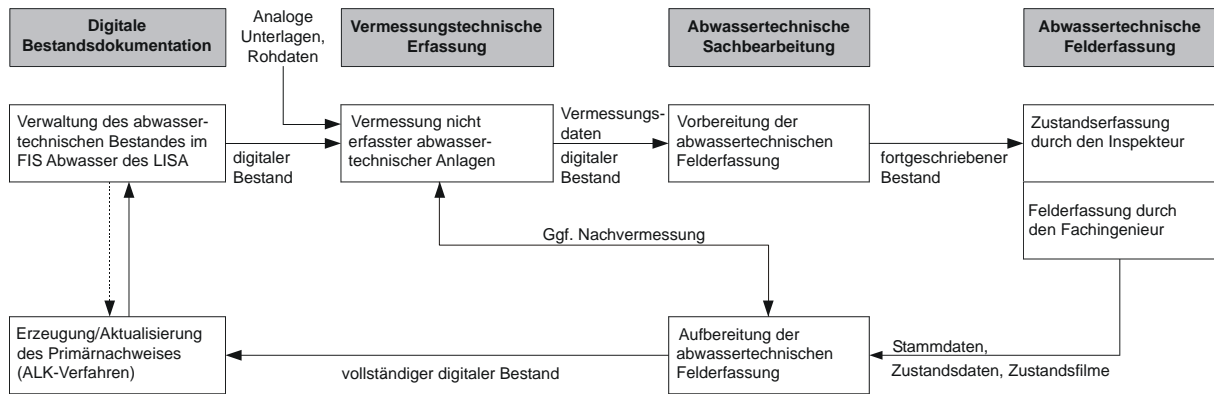 Digitale
Bestandsdokumentation
Analoge
Unterlagen,
Rohdaten
Vermessungstechnische
Erfassung
Abwassertechnische
Sachbearbeitung
Abwassertechnische
Felderfassung
Verwaltung des abwasser-
technischen Bestandes im
FIS Abwasser des LISA
digitaler
Bestand
Vermessung nicht
erfasster abwasser-
technischer Anlagen
Vermessungs-
daten
digitaler
Bestand
Vorbereitung der
abwassertechnischen
Felderfassung
fortgeschriebener
Bestand
Zustandserfassung
durch den Inspekteur
Felderfassung durch
den Fachingenieur
Ggf. Nachvermessung
Erzeugung/Aktualisierung
des Primärnachweises
(ALK-Verfahren)
vollständiger digitaler Bestand
Aufbereitung der
abwassertechnischen
Felderfassung
Stammdaten,
Zustandsdaten, Zustandsfilme